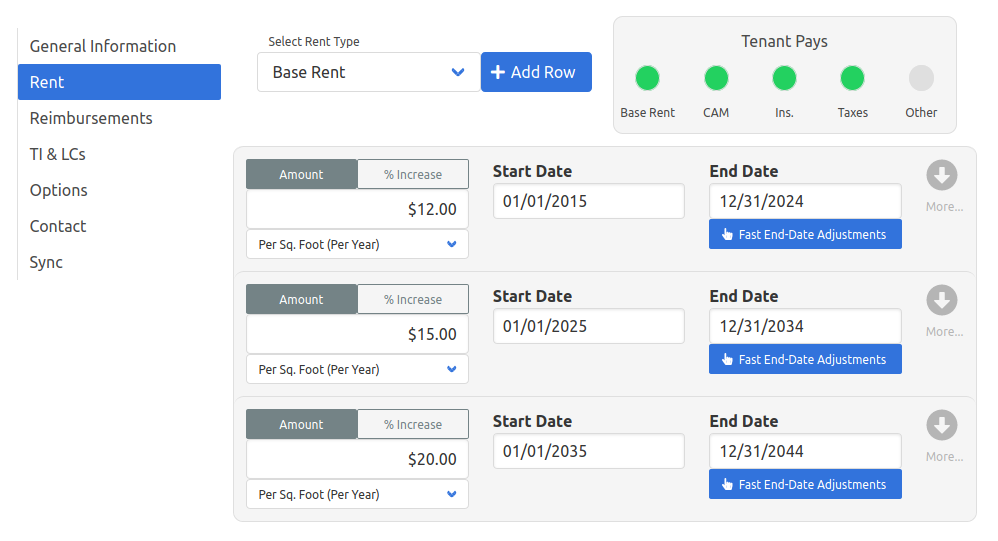 General Information
Rent
Reimbursements
TI & LCs
Options
Contact
Sync
Select Rent Type
Base Rent
Add Row
Tenant Pays
Base Rent CAM Ins. Taxes Other
Amount % Increase
$12.00
Per Sq. Foot (Per Year)
Start Date
01/01/2015
End Date
12/31/2024
Fast End-Date Adjustments
More...
Amount % Increase
$15.00
Per Sq. Foot (Per Year)
Start Date
01/01/2025
End Date
12/31/2034
Fast End-Date Adjustments
More...
Amount % Increase
$20.00
Per Sq. Foot (Per Year)
Start Date
01/01/2035
End Date
12/31/2044
Fast End-Date Adjustments
More...